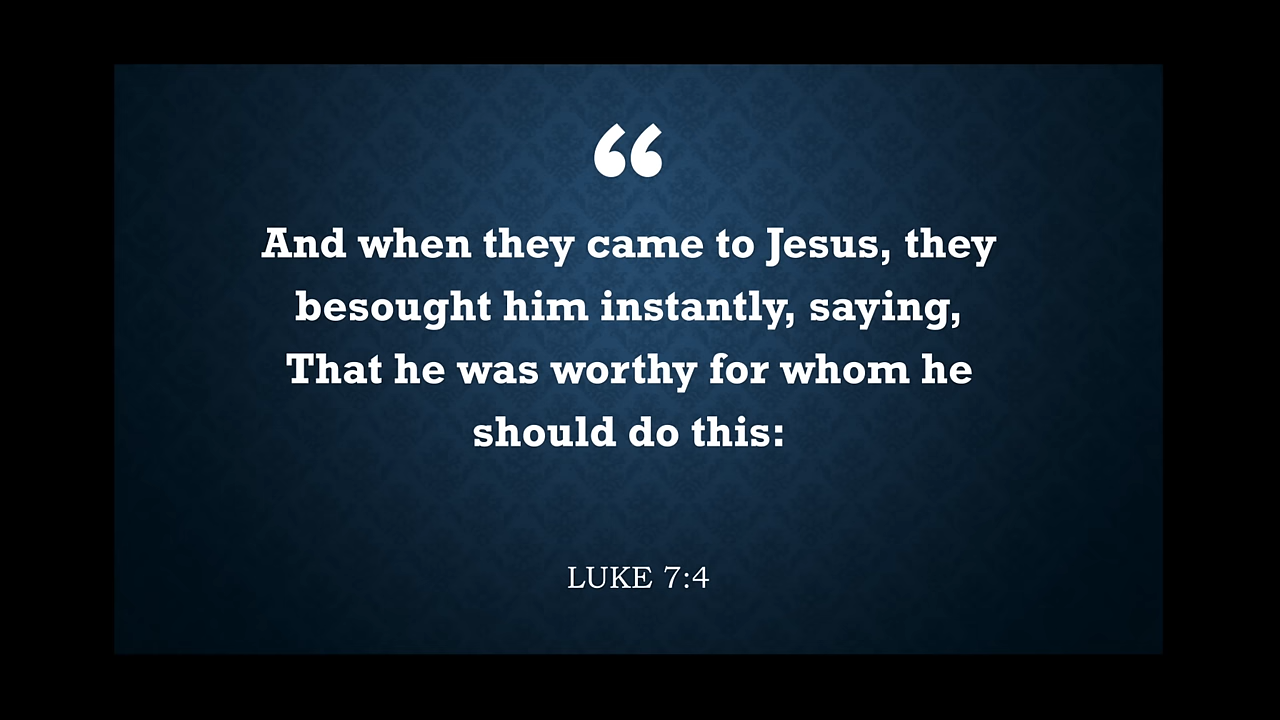 “
And when they came to Jesus, they
besought him instantly, saying,
That he was worthy for whom he
should do this:
LUKE 7:4